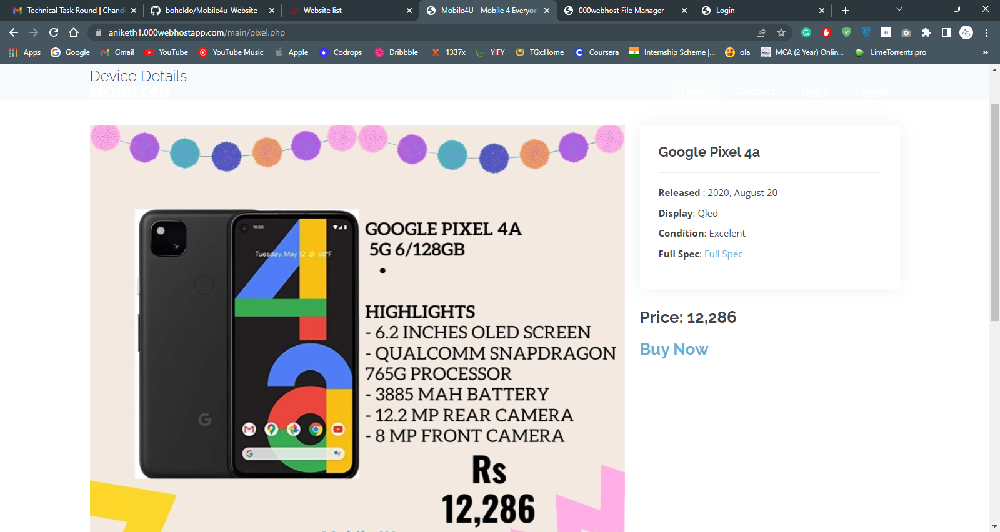 Technical Task Round | Chandi
boheldo/Mobile4u_Website
Website list
Mobile4U - Mobile 4 Everyon
000webhost File Manager
Login
aniketh1.000webhostapp.com/main/pixel.php
Apps
Google
Gmail
YouTube
YouTube Music
Apple
Codrops
Dribbble
1337x
YIFY
TGx:Home
Coursera
Internship Scheme |...
ola
MCA (2 Year) Onlin...
LimeTorrents.pro
»
Device Details
MOBILE4U
Home
Contact
Hey, x
Logout
GOOGLE PIXEL 4A
5G 6/128GB
•
HIGHLIGHTS
- 6.2 INCHES OLED SCREEN
- QUALCOMM SNAPDRAGON
765G PROCESSOR
- 3885 MAH BATTERY
- 12.2 MP REAR CAMERA
- 8 MP FRONT CAMERA
Rs
12,286
10:00
Tuesday, May 12 68°F
Google Pixel 4a
Released : 2020, August 20
Display: Qled
Condition: Excelent
Full Spec: Full Spec
Price: 12,286
Buy Now